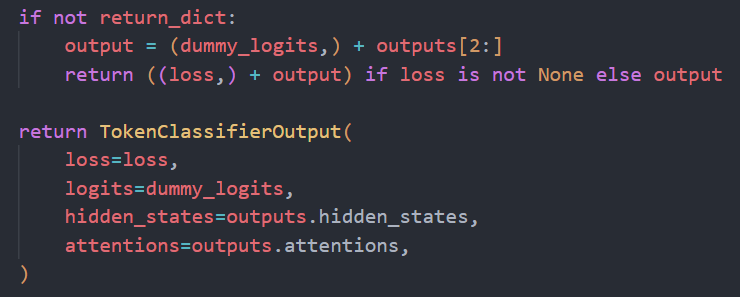 if not return_dict:
    output = (dummy_logits,) + outputs[2:]
    return ((loss,) + output) if loss is not None else output

return TokenClassifierOutput(
    loss=loss,
    logits=dummy_logits,
    hidden_states=outputs.hidden_states,
    attentions=outputs.attentions,
)